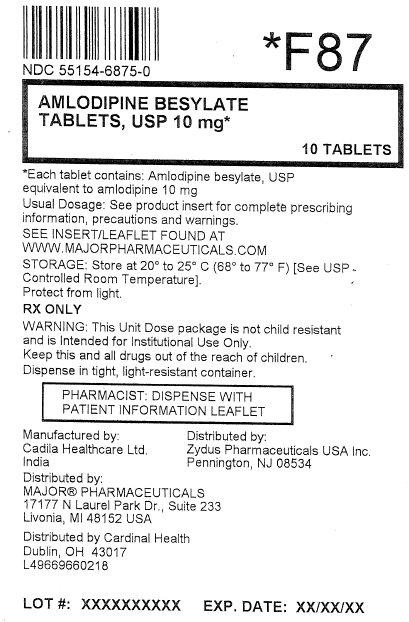 *F87
NDC 55154-6875-0
AMLODIPINE BESYLATE
TABLETS, USP 10 mg*
10 TABLETS
*Each tablet contains: Amlodipine besylate, USP
equivalent to amlodipine 10 mg
Usual Dosage: See product insert for complete prescribing
information, precautions and warnings.
SEE INSERT/LEAFLET FOUND AT
WWW.MAJORPHARMACEUTICALS.COM
STORAGE: Store at 20° to 25° C (68° to 77° F) [See USP
Controlled Room Temperature].
Protect from light.
RX ONLY
WARNING: This Unit Dose package is not child resistant
and is Intended for Institutional Use Only.
Keep this and all drugs out of the reach of children.
Dispense in tight, light-resistant container.
PHARMACIST: DISPENSE WITH
PATIENT INFORMATION LEAFLET
Manufactured by:
Cadila Healthcare Ltd.
India
Distributed by:
Zydus Pharmaceuticals USA Inc.
Pennington, NJ 08534
Distributed by:
MAJOR® PHARMACEUTICALS
17177 N Laurel Park Dr., Suite 233
Livonia, MI 48152 USA
Distributed by Cardinal Health
Dublin, OH 43017
L49669660218
LOT #: XXXXXXXXXX EXP. DATE: XX/XX/XX